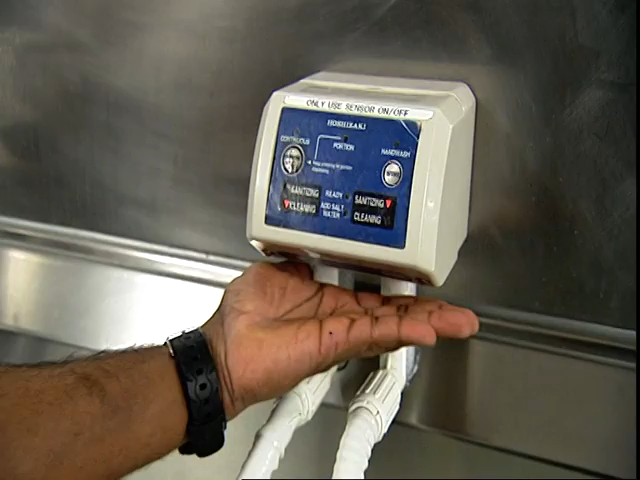 ONLY USE SENSOR ON/OFF
HOSHIZAKI
CONTINUOUS
PORTION
HANDWASH
SANITIZING
CLEANING
READY
ADD SALT
WATER
SANITIZING
CLEANING